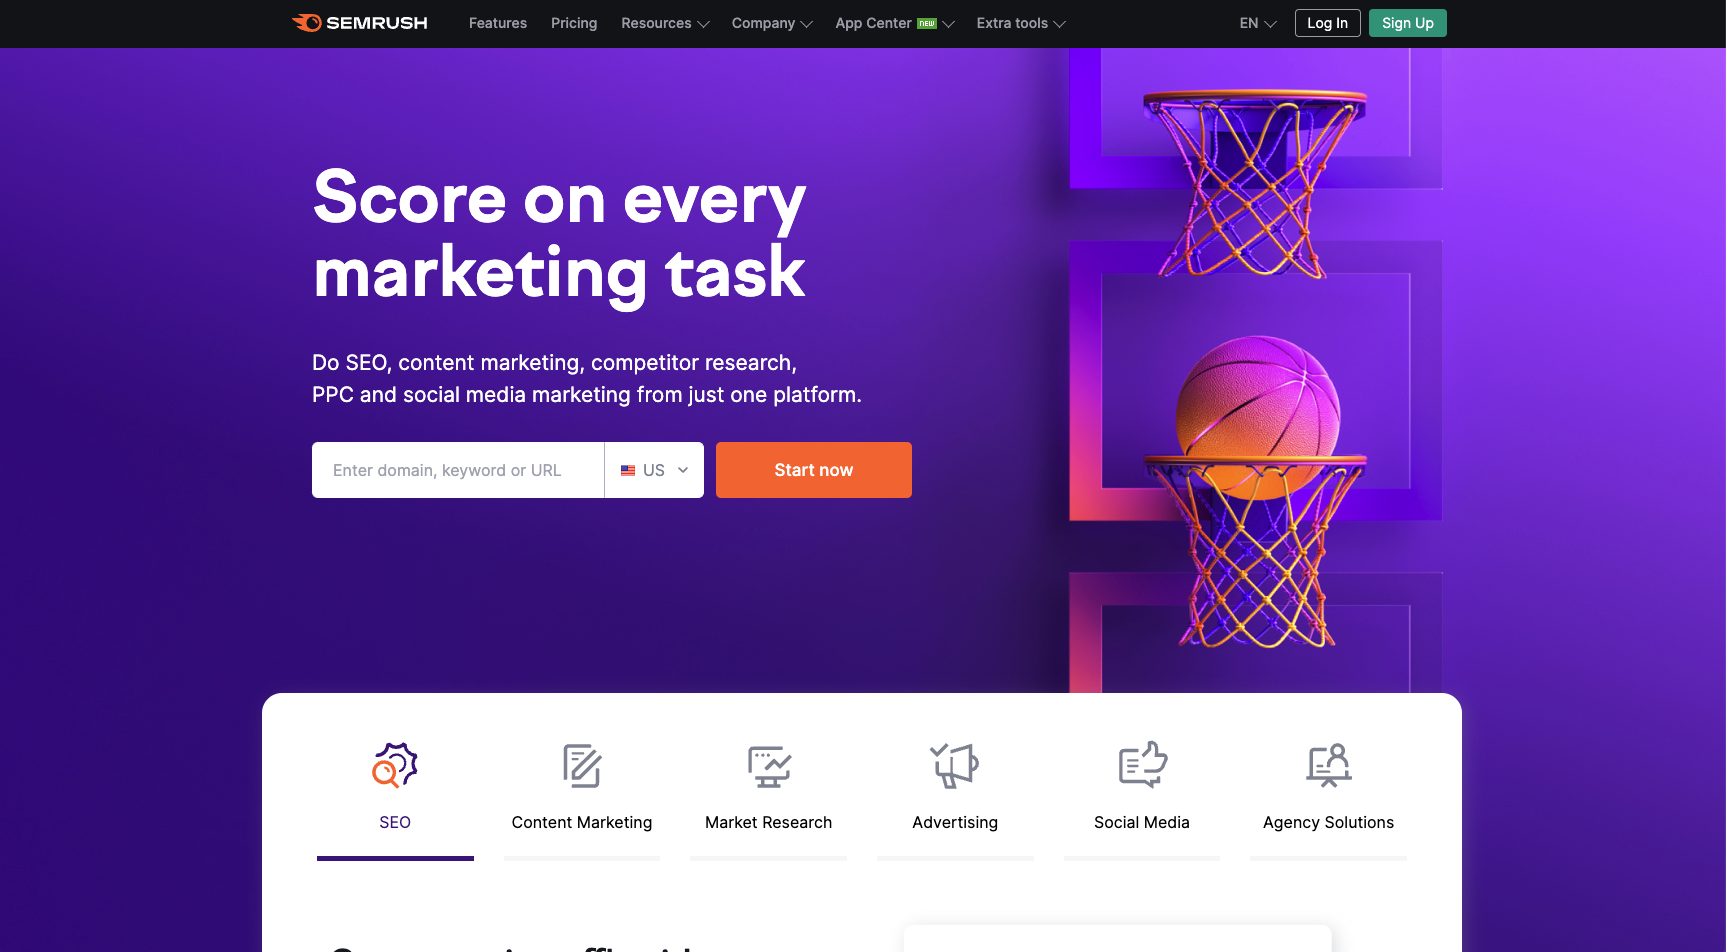 SEMRUSH
Features
Pricing
Resources
Company
App Center NEW
Extra tools
EN
Log In
Sign Up
Score on every
marketing task
Do SEO, content marketing, competitor research,
PPC and social media marketing from just one platform.
Enter domain, keyword or URL
US
Start now
SEO
Content Marketing
Market Research
Advertising
Social Media
Agency Solutions